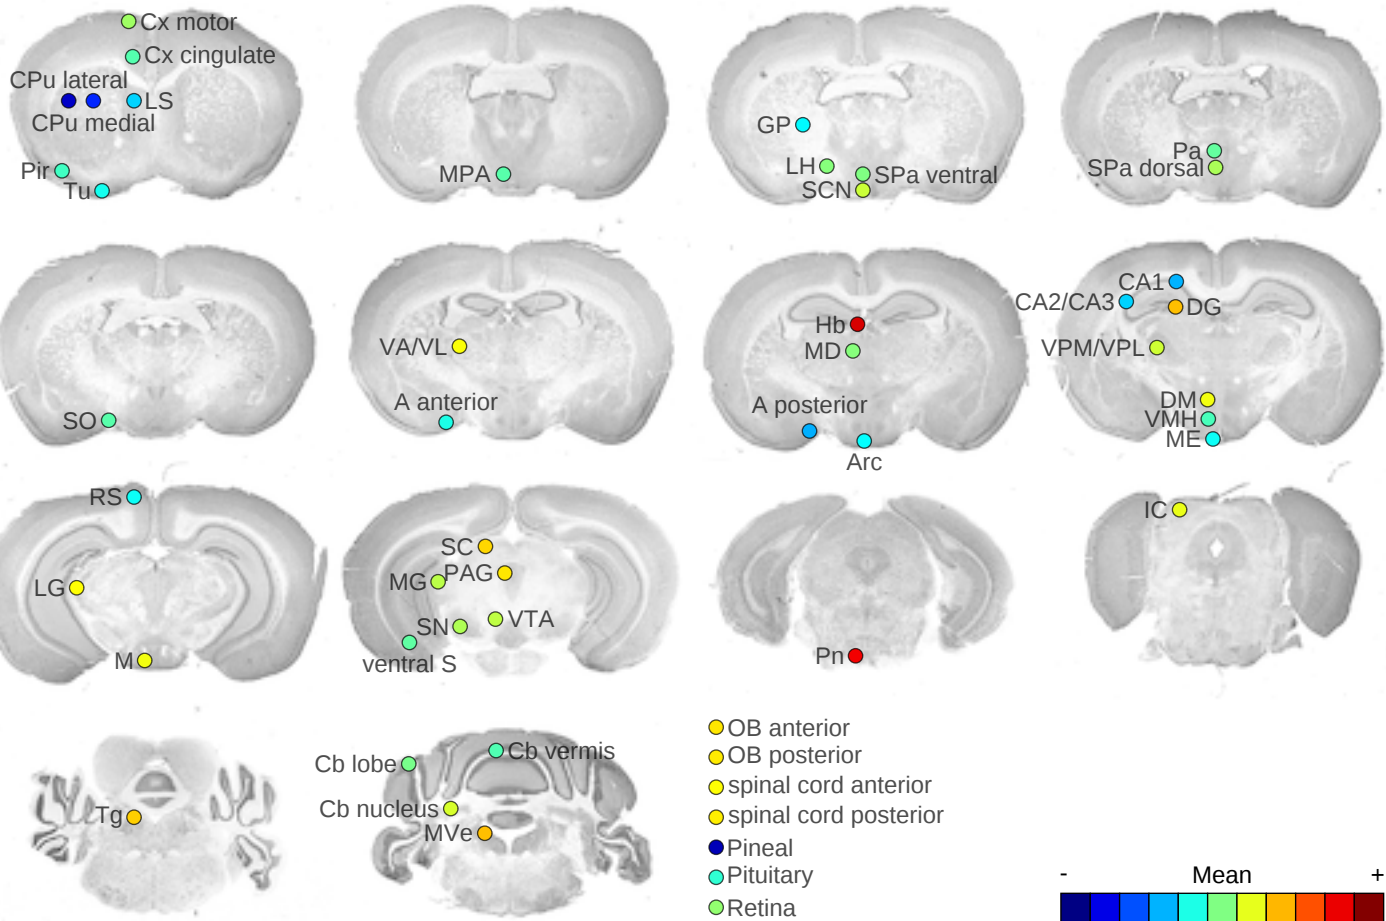 Cx motor
Cx cingulate
CPu lateral
LS
CPu medial
Pir
Tu
MPA
GP
LH
SPa ventral
SCN
Pa
SPa dorsal
SO
VA/VL
A anterior
Hb
MD
A posterior
Arc
CA1
CA2/CA3
DG
VPM/VPL
DM
VMH
ME
RS
LG
M
SC
PAG
MG
SN
VTA
ventral S
Pn
IC
Tg
Cb lobe
Cb vermis
Cb nucleus
MVe
OB anterior
OB posterior
spinal cord anterior
spinal cord posterior
Pineal
Pituitary
Retina
- Mean +